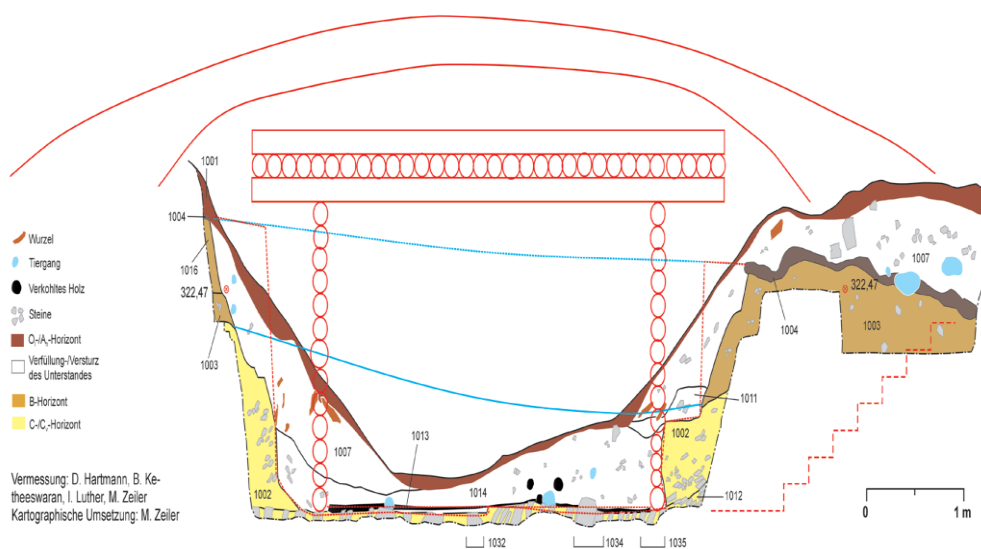 1001
1004
1016
322,47
1003
1002
1007
1013
1014
1011
1002
1012
1032
1034
1035
1007
322,47
1004
1003
Wurzel
Tiergang
Verkohltes Holz
Steine
Oₗ-/Aₕ-Horizont
Verfüllung-/Versturz
des Unterstandes
B-Horizont
C-/Cᵥ-Horizont
Vermessung: D. Hartmann, B. Ke-
theeswaran, I. Luther, M. Zeiler
Kartographische Umsetzung: M. Zeiler
0
1 m